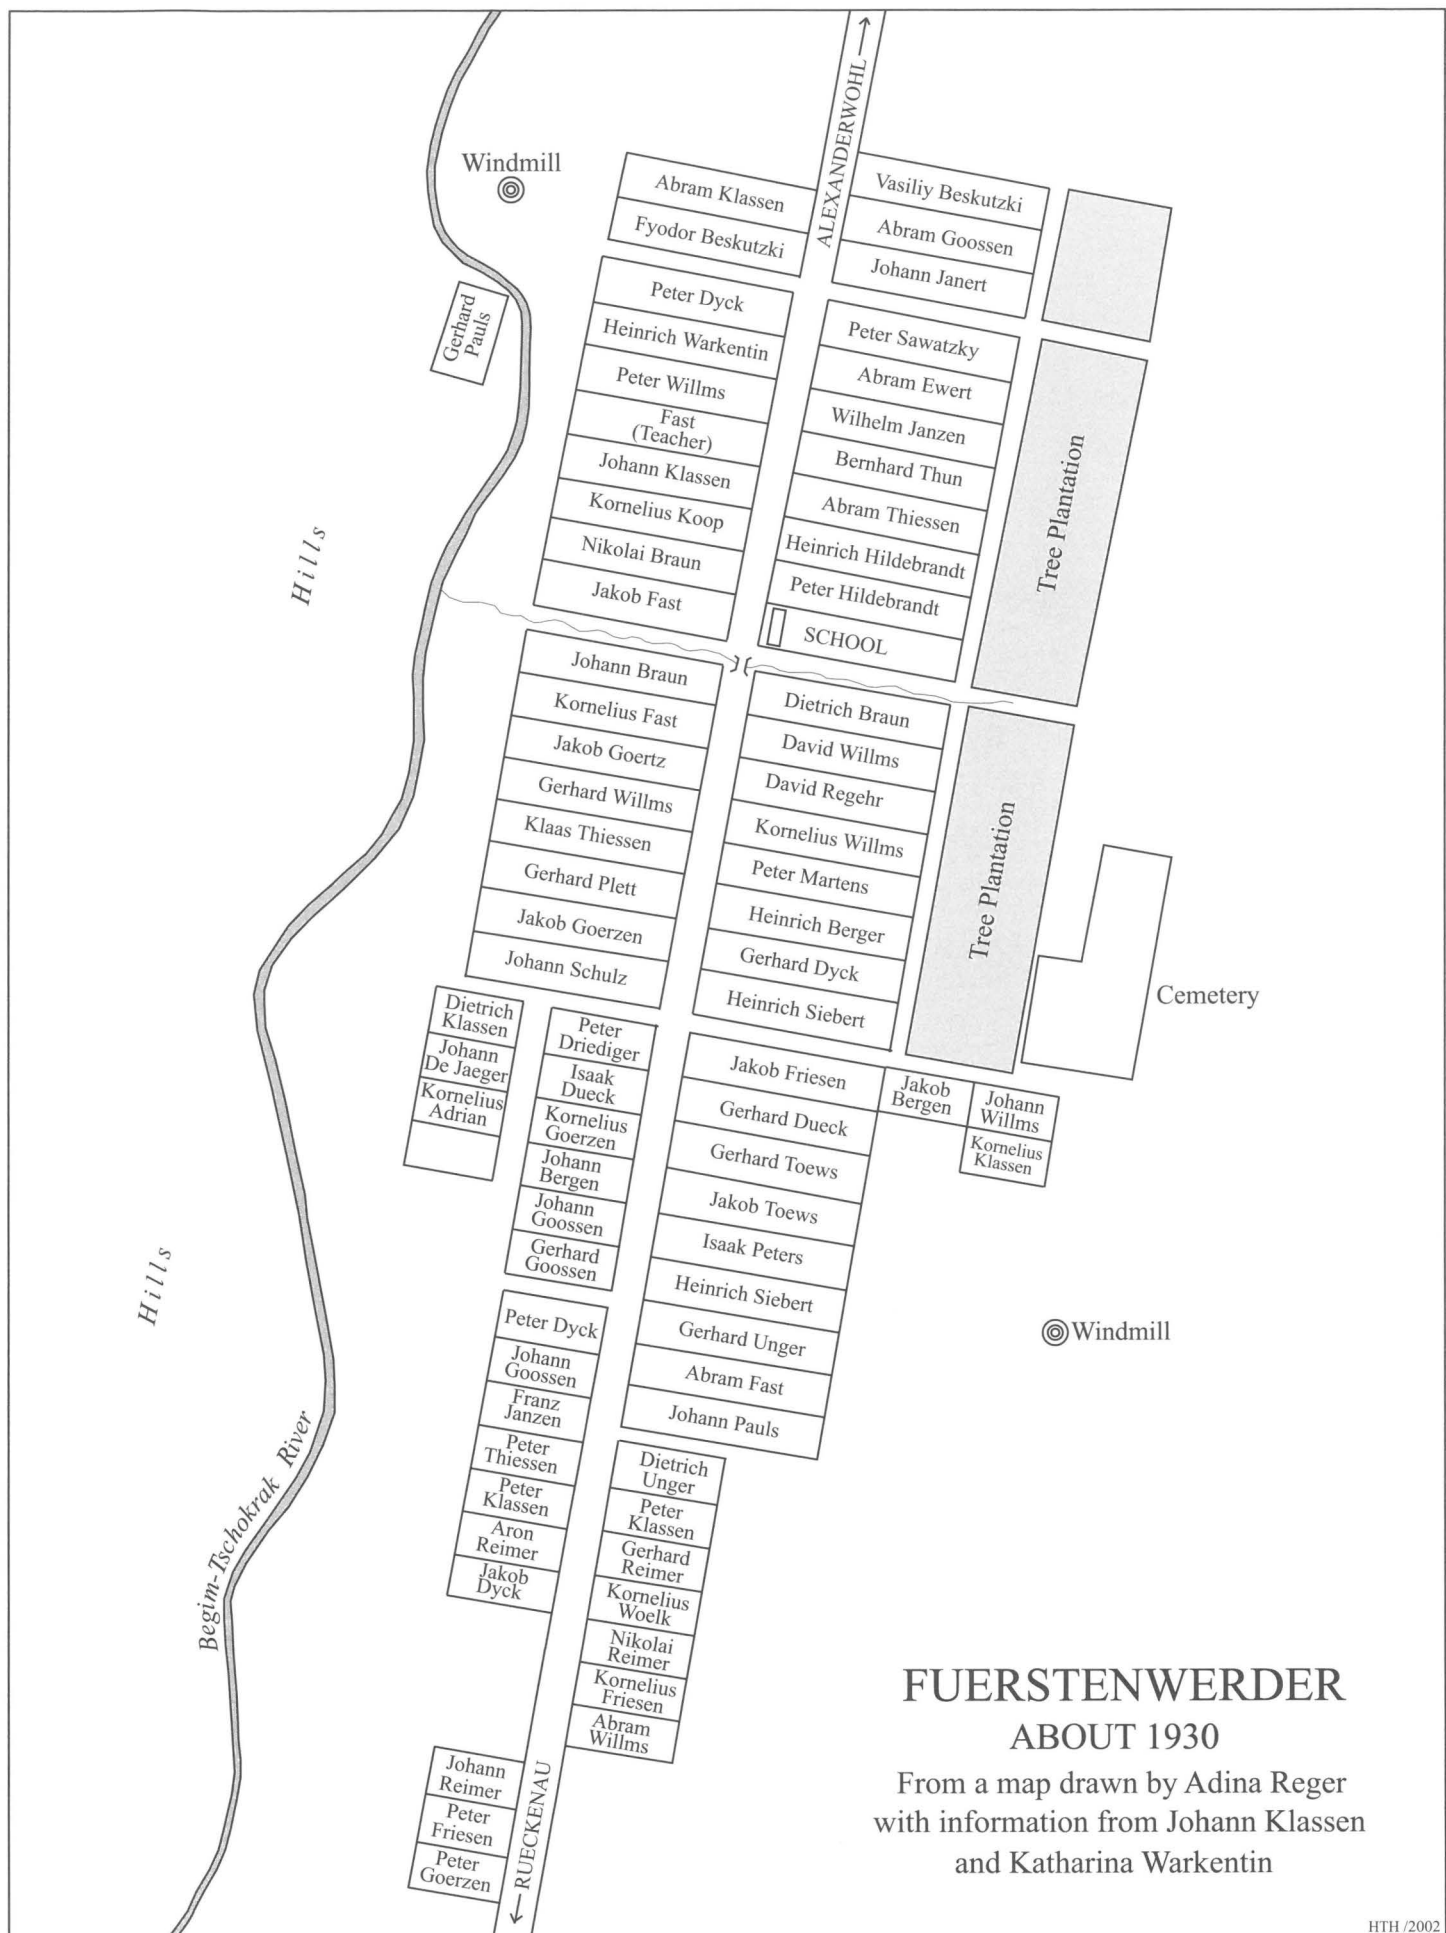 ALEXANDERWOHL
Windmill
Gerhard
Pauls
Abram Klassen
Fyodor Beskutzki
Vasiliy Beskutzki
Abram Goossen
Johann Janert
Peter Dyck
Heinrich Warkentin
Peter Willms
Fast
(Teacher)
Johann Klassen
Kornelius Koop
Nikolai Braun
Jakob Fast
Peter Sawatzky
Abram Ewert
Wilhelm Janzen
Bernhard Thun
Abram Thiessen
Heinrich Hildebrandt
Peter Hildebrandt
SCHOOL
Tree Plantation
Hills
Johann Braun
Kornelius Fast
Jakob Goertz
Gerhard Willms
Klaas Thiessen
Gerhard Plett
Jakob Goerzen
Johann Schulz
Dietrich Braun
David Willms
David Regehr
Kornelius Willms
Peter Martens
Heinrich Berger
Gerhard Dyck
Heinrich Siebert
Tree Plantation
Cemetery
Dietrich
Klassen
Johann
De Jaeger
Kornelius
Adrian
Peter
Driediger
Isaak
Dueck
Kornelius
Goerzen
Johann
Bergen
Johann
Goossen
Gerhard
Goossen
Jakob Friesen
Gerhard Dueck
Gerhard Toews
Jakob Toews
Isaak Peters
Heinrich Siebert
Gerhard Unger
Abram Fast
Johann Pauls
Jakob
Bergen
Johann
Willms
Kornelius
Klassen
Hills
Windmill
Peter Dyck
Johann
Goossen
Franz
Janzen
Peter
Thiessen
Peter
Klassen
Aron
Reimer
Jakob
Dyck
Dietrich
Unger
Peter
Klassen
Gerhard
Reimer
Kornelius
Woelk
Nikolai
Reimer
Kornelius
Friesen
Abram
Willms
Begim-Tschokrak River
Johann
Reimer
Peter
Friesen
Peter
Goerzen
RUECKENAU
FUERSTENWERDER
ABOUT 1930
From a map drawn by Adina Reger
with information from Johann Klassen
and Katharina Warkentin
HTH /2002